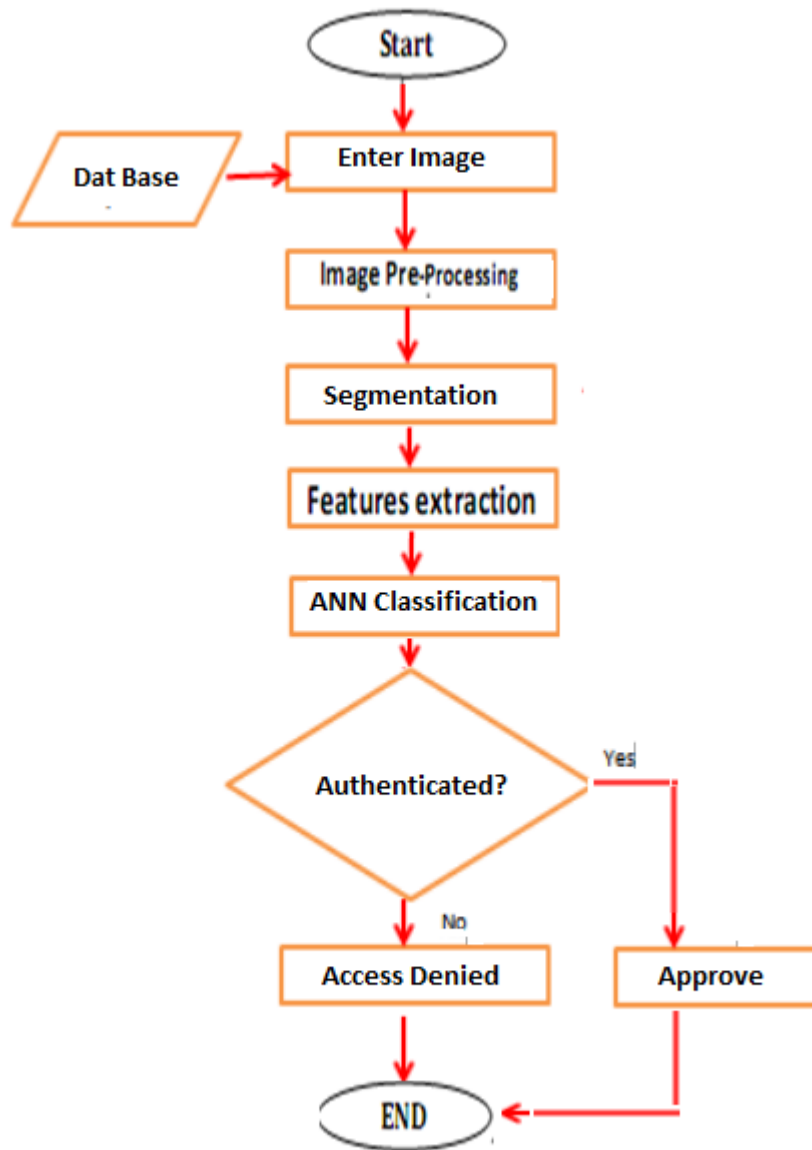 Start
Enter Image
Dat Base
Image Pre-Processing
Segmentation
Features extraction
ANN Classification
Authenticated?
Yes
No
Access Denied
Approve
END